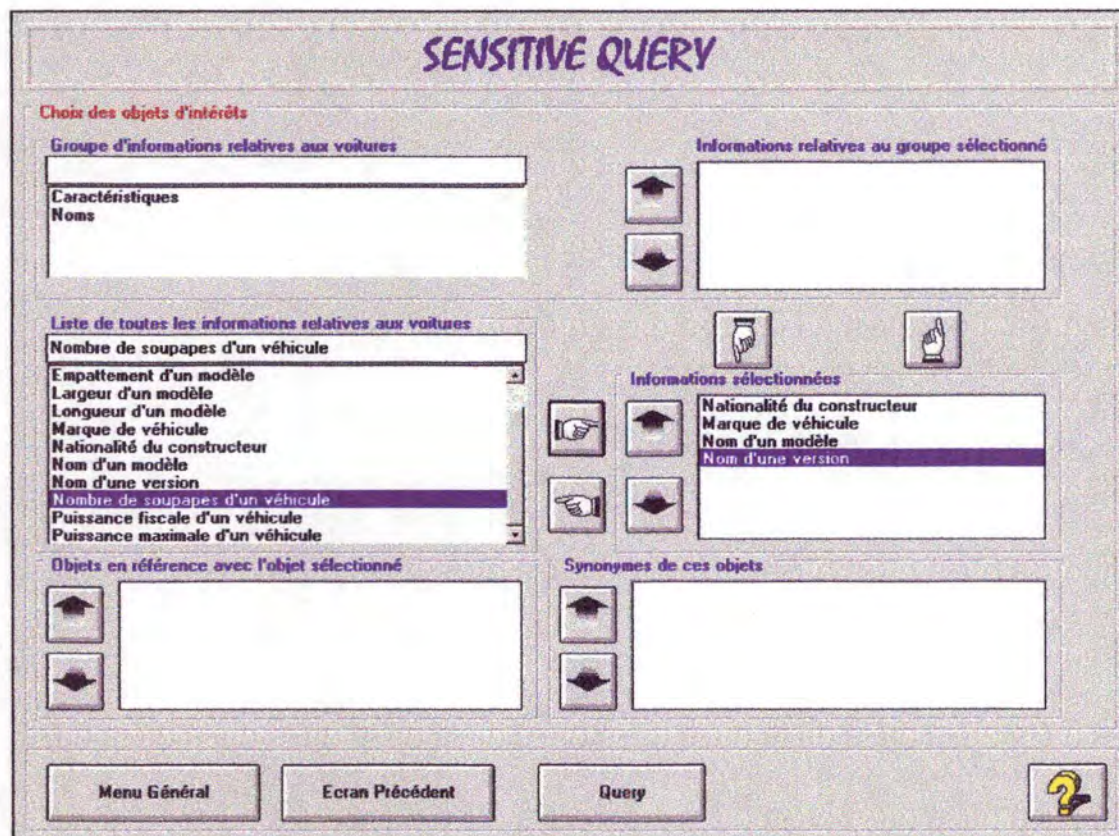 SENSITIVE QUERY
Choix des objets d'intérêts
Groupe d'informations relatives aux voitures
Caractéristiques
Noms
Informations relatives au groupe sélectionné
Liste de toutes les informations relatives aux voitures
Nombre de soupapes d'un véhicule
Empattement d'un modèle
Largeur d'un modèle
Longueur d'un modèle
Marque de véhicule
Nationalité du constructeur
Nom d'un modèle
Nom d'une version
Nombre de soupapes d'un véhicule
Puissance fiscale d'un véhicule
Puissance maximale d'un véhicule
Informations sélectionnées
Nationalité du constructeur
Marque de véhicule
Nom d'un modèle
Nom d'une version
Objets en référence avec l'objet sélectionné
Synonymes de ces objets
Menu Général
Ecran Précédent
Query